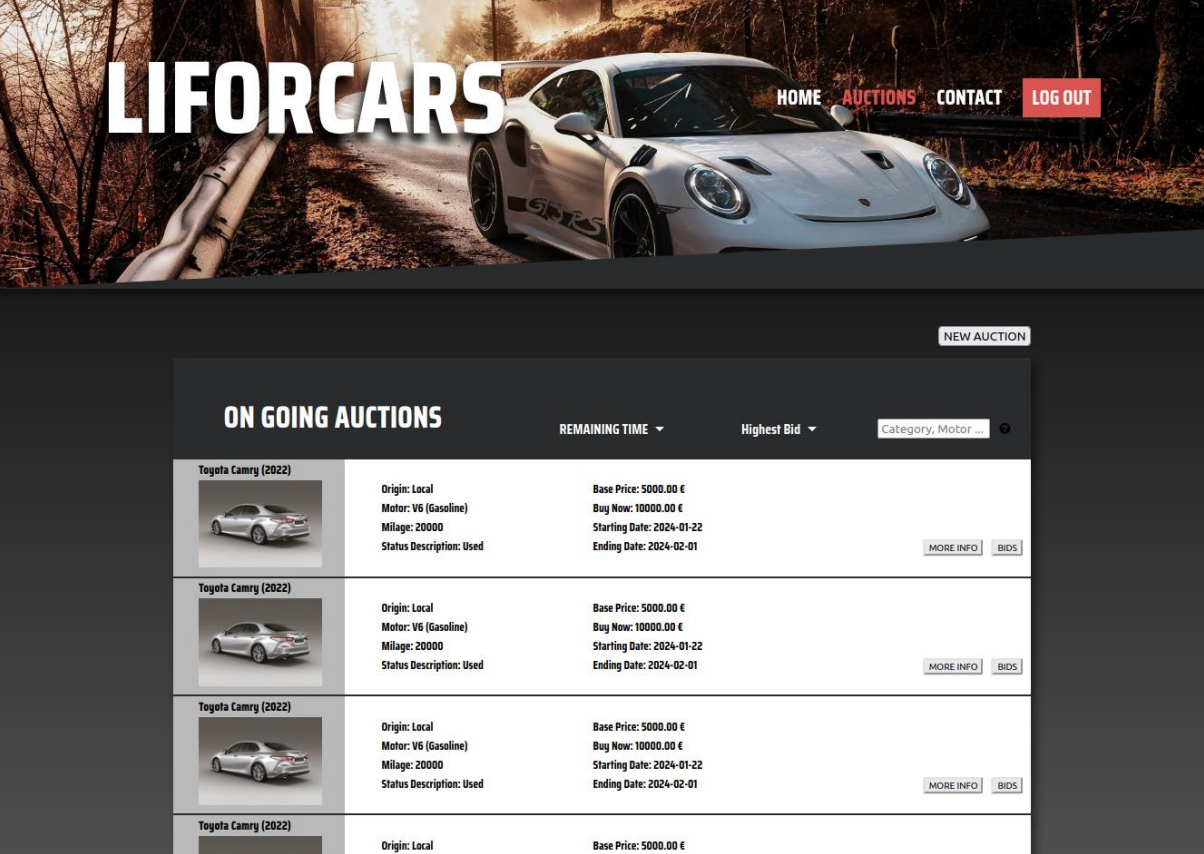 LIFORCARS
HOME AUCTIONS CONTACT LOG OUT
GT3 RS
NEW AUCTION
ON GOING AUCTIONS
REMAINING TIME
Highest Bid
Category, Motor ...
?
Toyota Camry (2022)
Origin: Local
Motor: V6 (Gasoline)
Milage: 20000
Status Description: Used
Base Price: 5000.00 €
Buy Now: 10000.00 €
Starting Date: 2024-01-22
Ending Date: 2024-02-01
MORE INFO BIDS
Toyota Camry (2022)
Origin: Local
Motor: V6 (Gasoline)
Milage: 20000
Status Description: Used
Base Price: 5000.00 €
Buy Now: 10000.00 €
Starting Date: 2024-01-22
Ending Date: 2024-02-01
MORE INFO BIDS
Toyota Camry (2022)
Origin: Local
Motor: V6 (Gasoline)
Milage: 20000
Status Description: Used
Base Price: 5000.00 €
Buy Now: 10000.00 €
Starting Date: 2024-01-22
Ending Date: 2024-02-01
MORE INFO BIDS
Toyota Camry (2022)
Origin: Local
Base Price: 5000.00 €